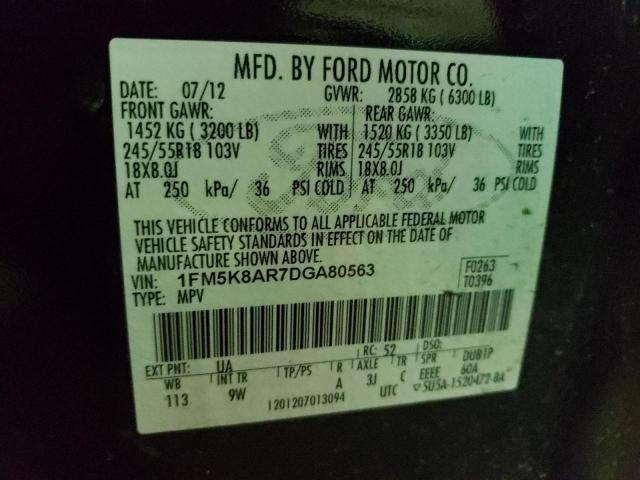 MFD. BY FORD MOTOR CO.
DATE: 07/12 GVWR: 2858 KG ( 6300 LB)
FRONT GAWR: REAR GAWR:
1452 KG ( 3200 LB) WITH 1520 KG ( 3350 LB) WITH
245/55R18 103V TIRES 245/55R18 103V TIRES
18X8.0J RIMS 18X8.0J RIMS
AT 250 kPa/ 36 PSI COLD AT 250 kPa/ 36 PSI COLD
THIS VEHICLE CONFORMS TO ALL APPLICABLE FEDERAL MOTOR
VEHICLE SAFETY STANDARDS IN EFFECT ON THE DATE OF
MANUFACTURE SHOWN ABOVE.
VIN: 1FM5K8AR7DGA80563 F0263
TYPE: MPV T0396
EXT PNT: UA RC: 52 DSO:
WB INT TR TP/PS R AXLE TR SPR DUB1P
113 9W A 3J C EEEE 60A
1201207013094 UTC 5U5A-1520472-BA